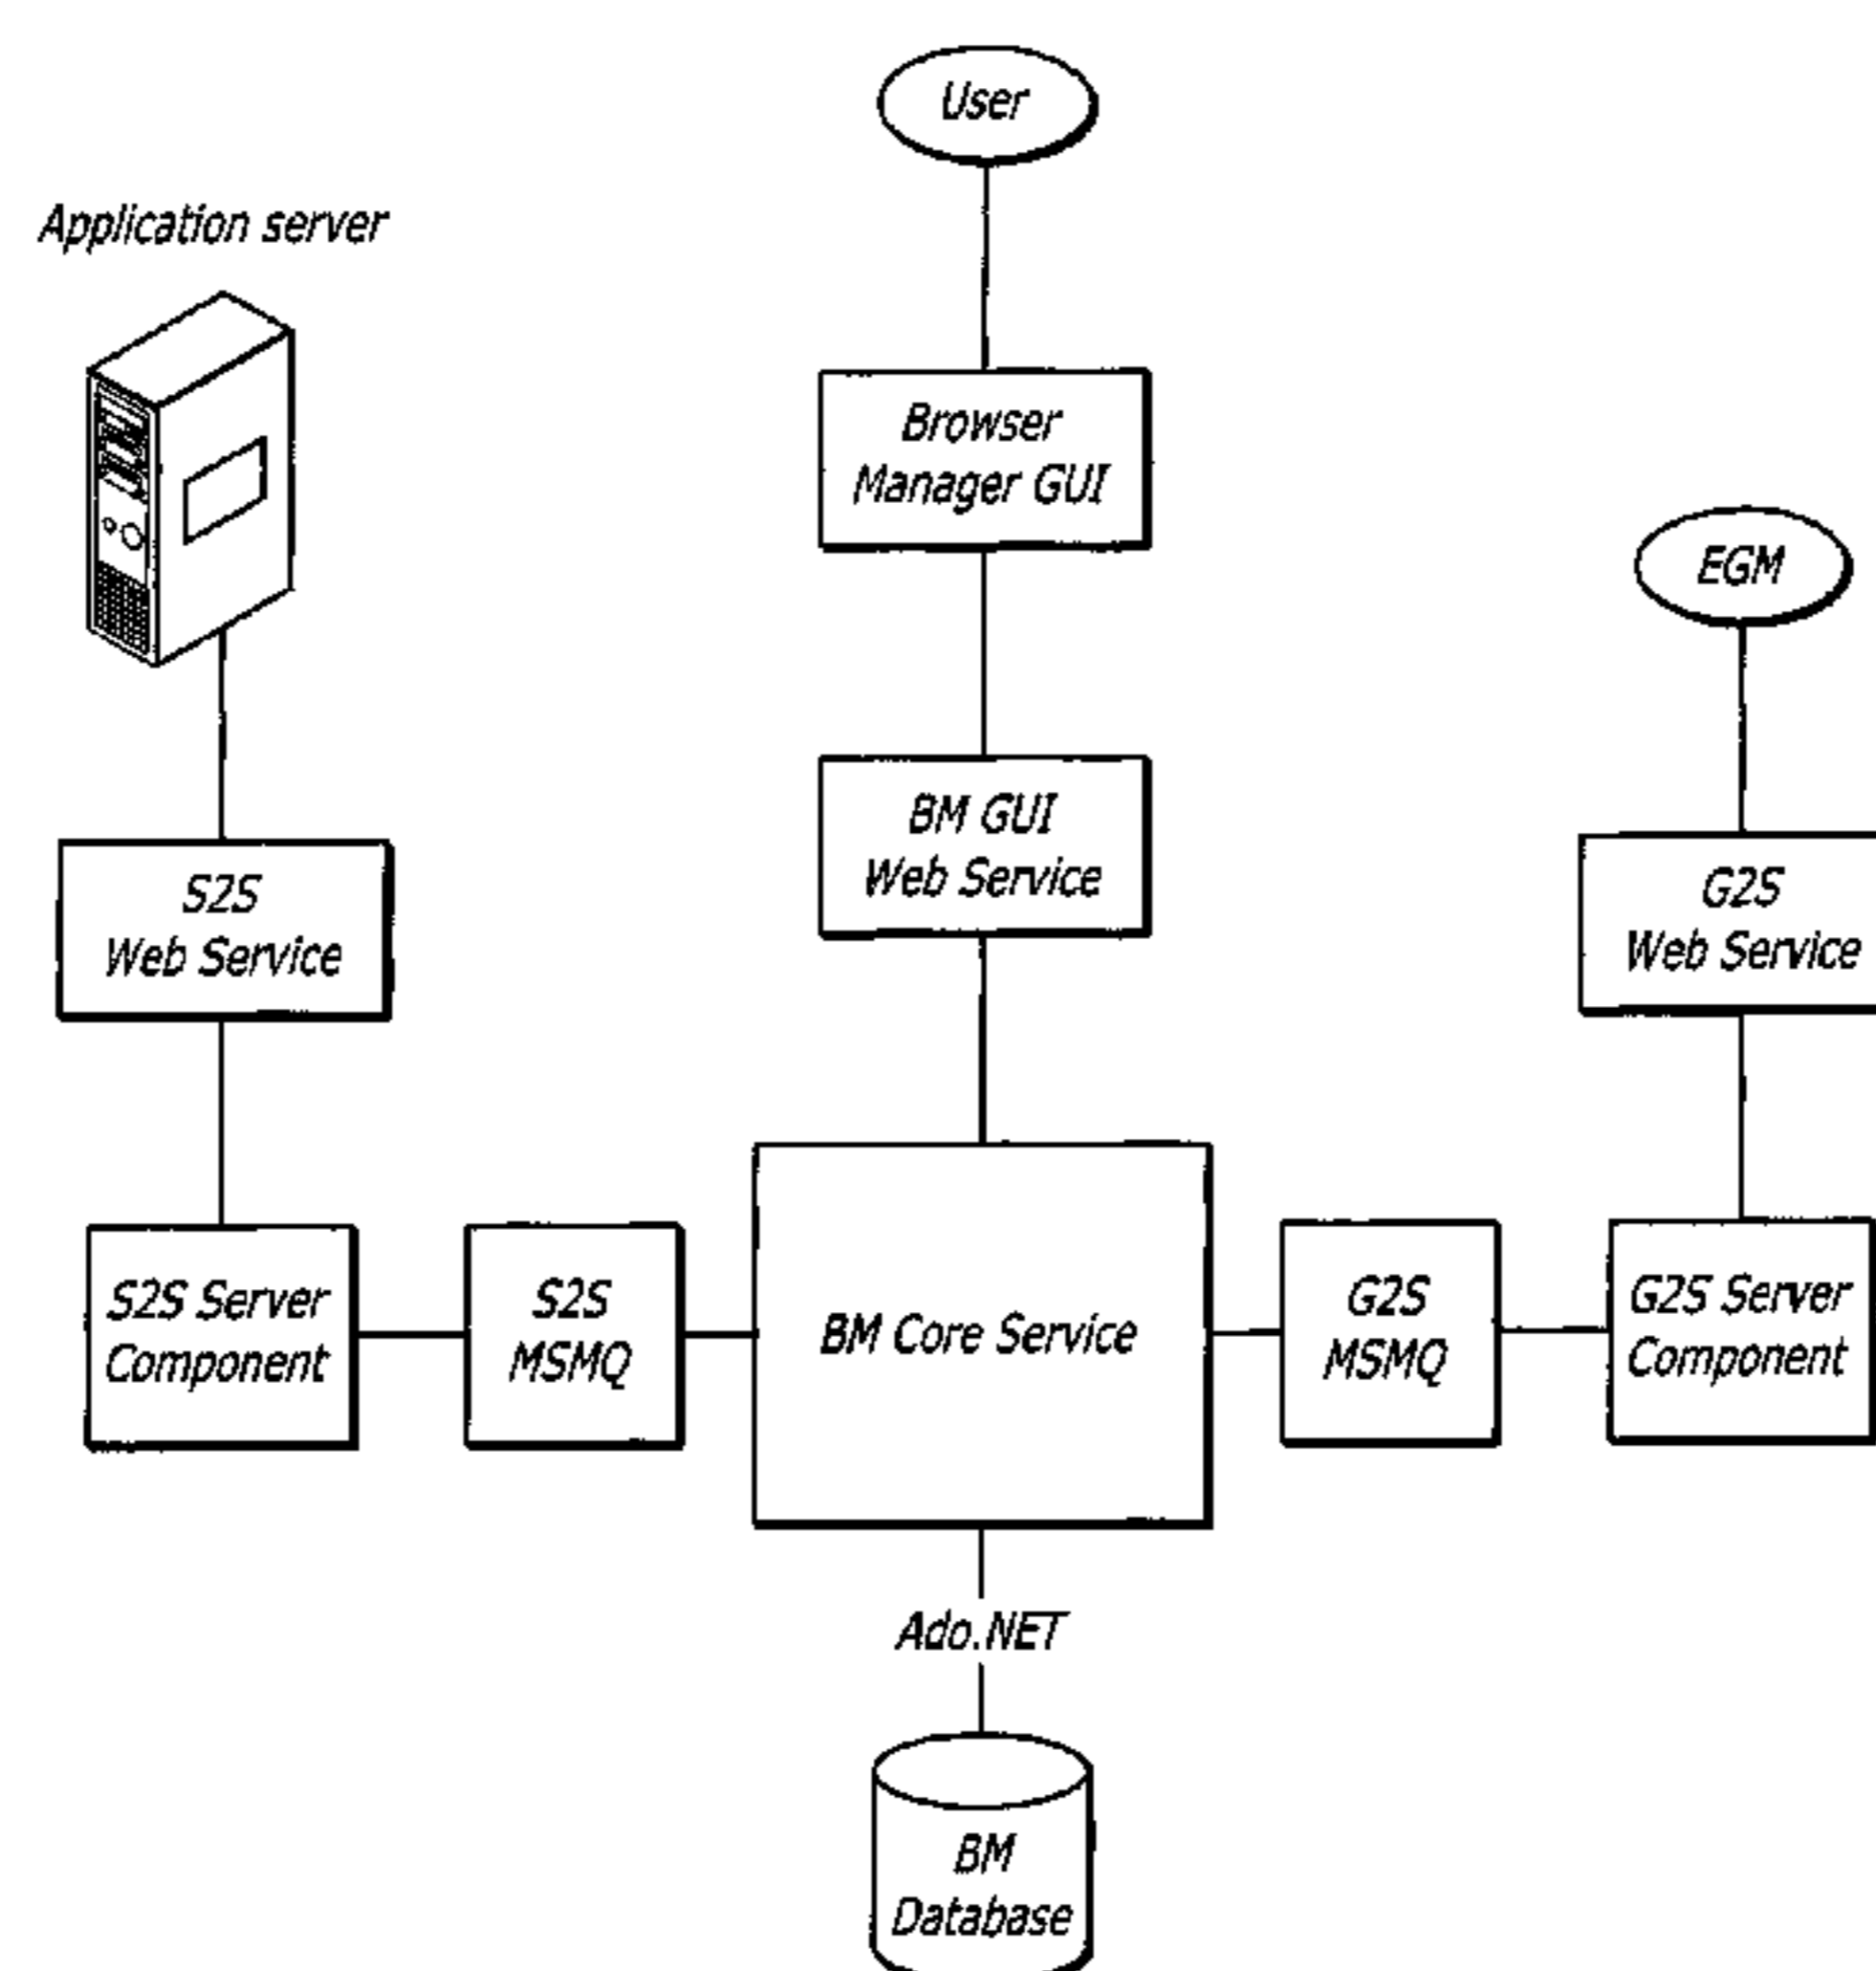 User
Application server
Browser
Manager GUI
EGM
BM GUI
Web Service
S2S
Web Service
G2S
Web Service
S2S Server
Component
S2S
MSMQ
BM Core Service
G2S
MSMQ
G2S Server
Component
Ado.NET
BM
Database